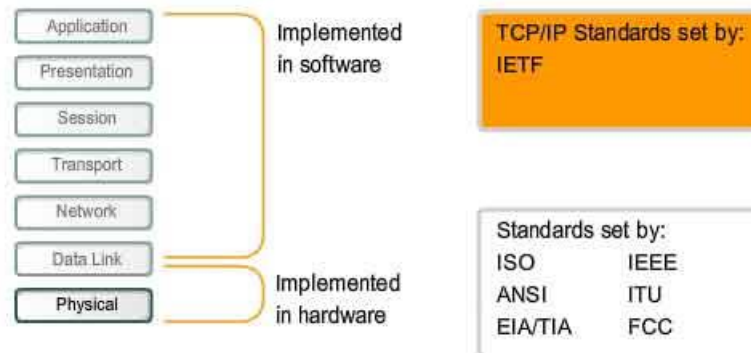 Application
Presentation
Session
Transport
Network
Data Link
Physical
Implemented
in software
Implemented
in hardware
TCP/IP Standards set by:
IETF
Standards set by:
ISO IEEE
ANSI ITU
EIA/TIA FCC